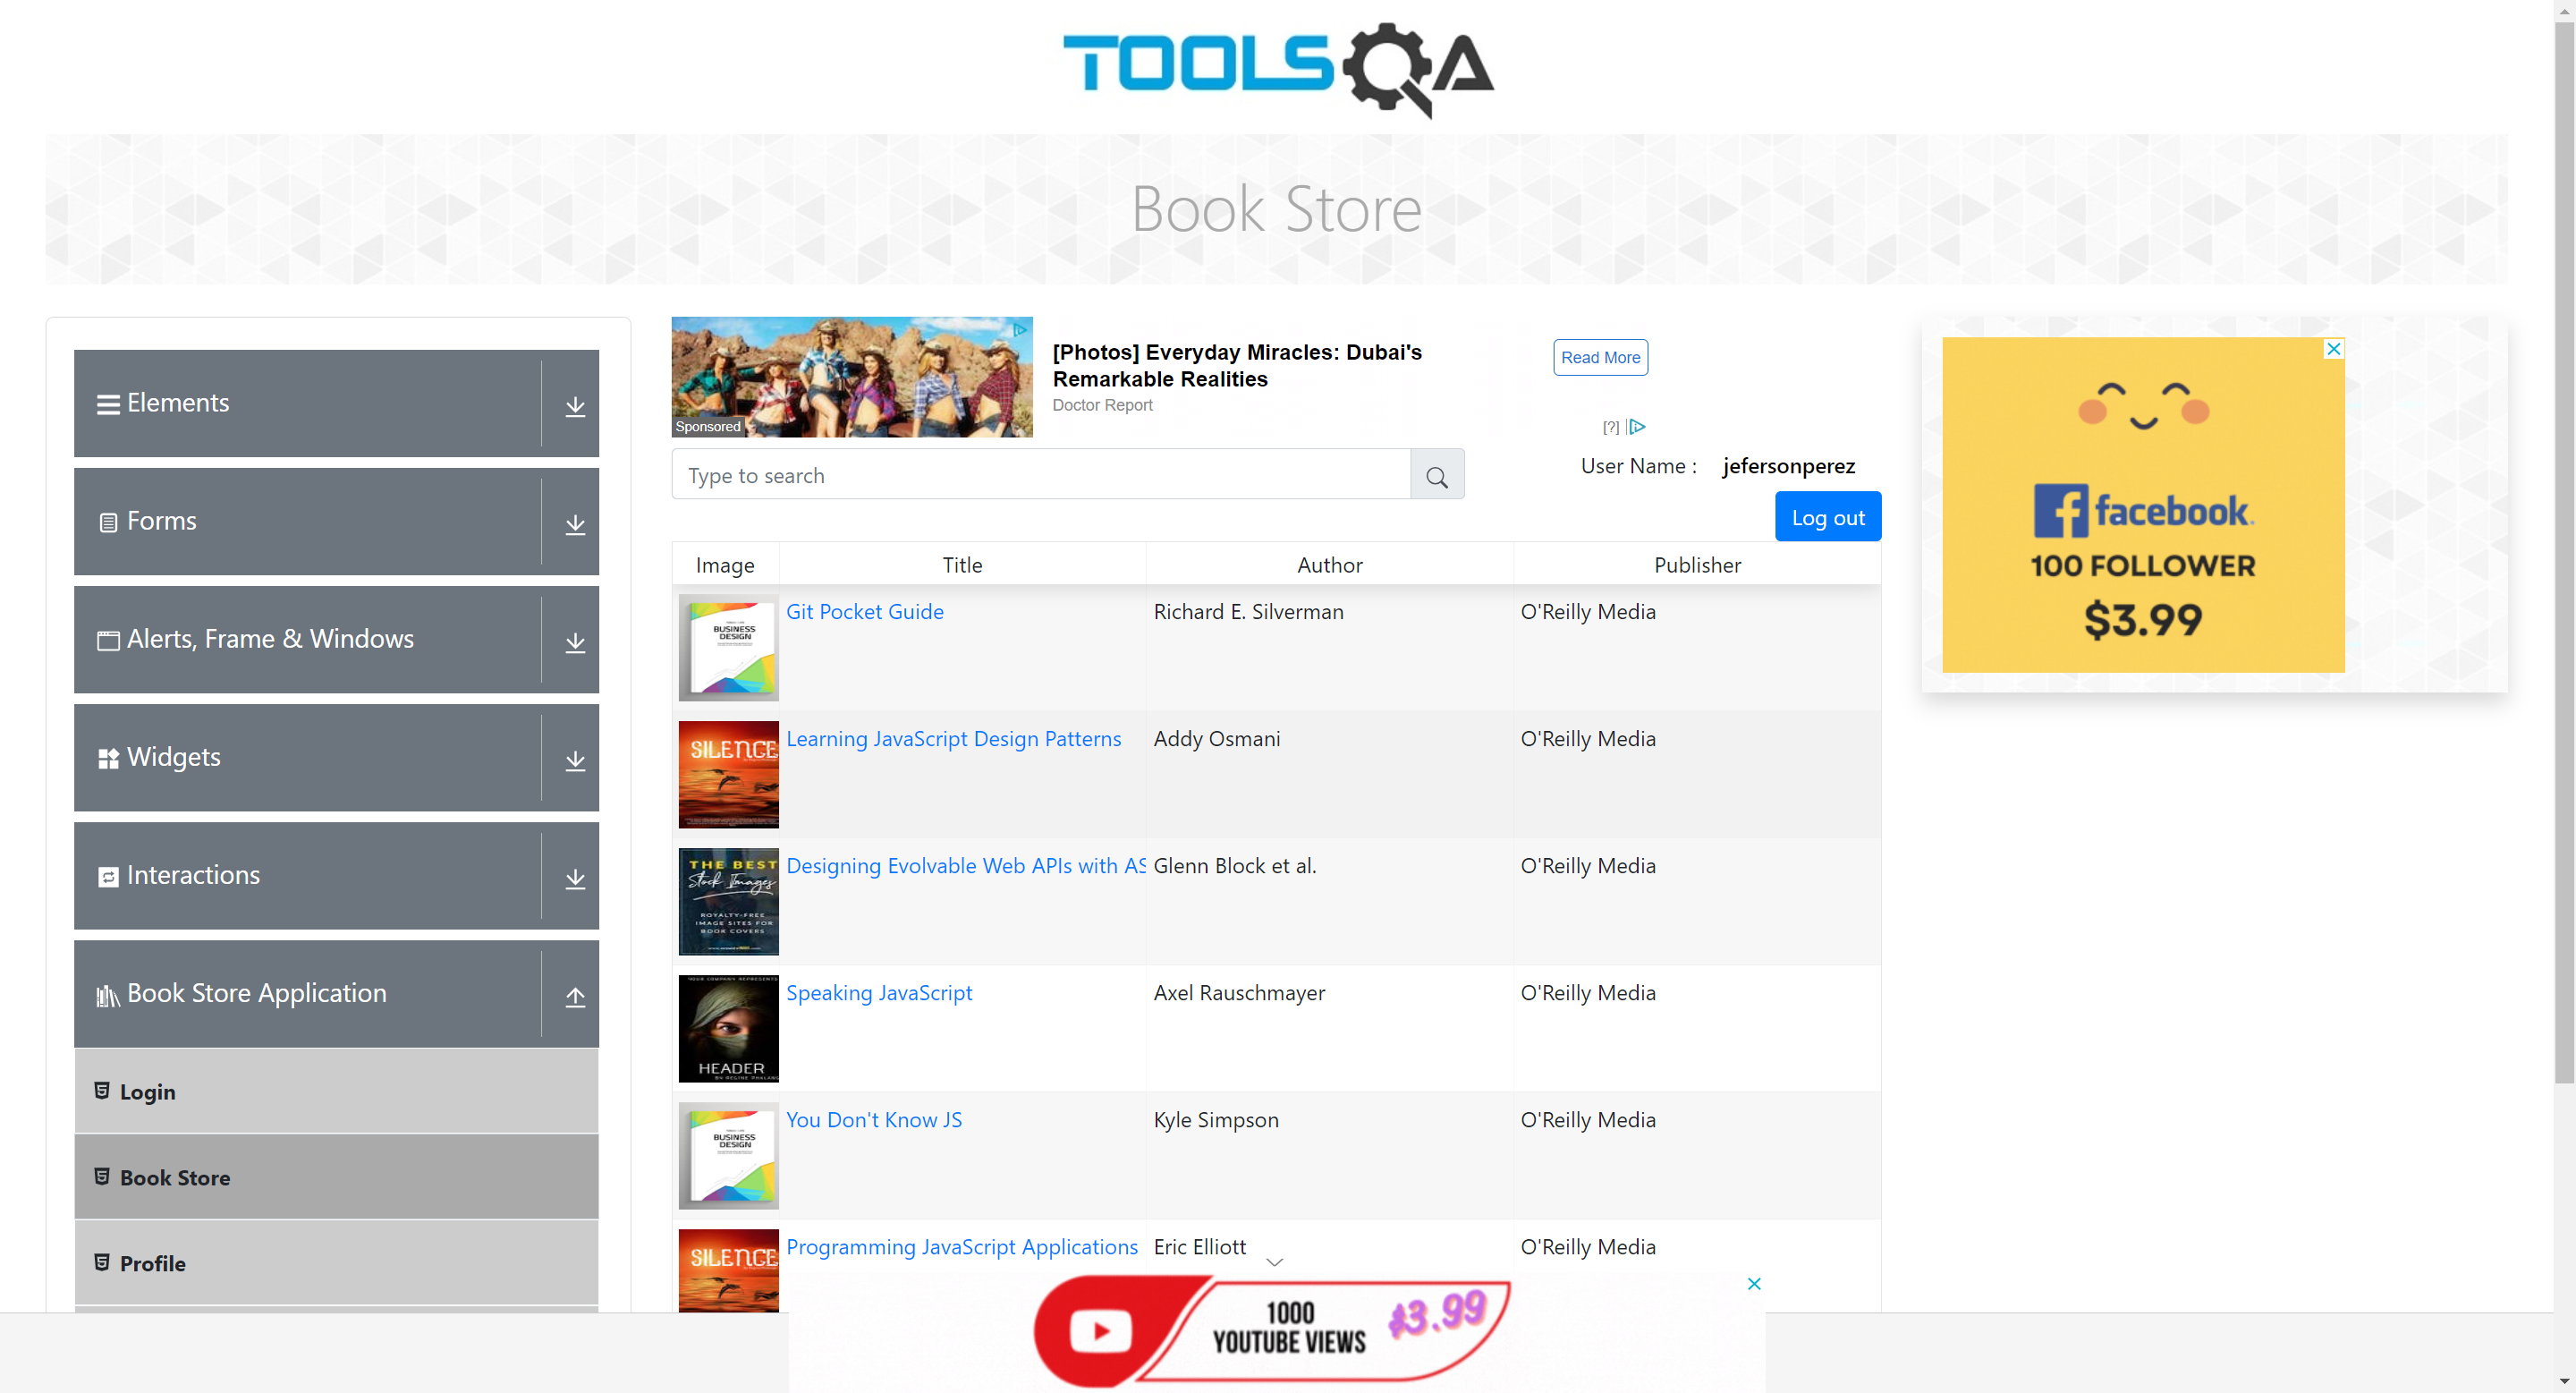 TOOLSQA
Book Store
Elements
Forms
Alerts, Frame & Windows
Widgets
Interactions
Book Store Application
Login
Book Store
Profile
Sponsored
[Photos] Everyday Miracles: Dubai's
Remarkable Realities
Doctor Report
Read More
[?]
Type to search
User Name : jefersonperez
Log out
Image Title Author Publisher
BUSINESS
DESIGN
Git Pocket Guide Richard E. Silverman O'Reilly Media
SILENCE
Learning JavaScript Design Patterns Addy Osmani O'Reilly Media
THE BEST
Stock Images
ROYALTY-FREE
IMAGE SITES FOR
BOOK COVERS
Designing Evolvable Web APIs with AS Glenn Block et al. O'Reilly Media
YOUR COMPANY REPRESENTS
HEADER
Speaking JavaScript Axel Rauschmayer O'Reilly Media
BUSINESS
DESIGN
You Don't Know JS Kyle Simpson O'Reilly Media
SILENCE
Programming JavaScript Applications Eric Elliott O'Reilly Media
facebook
100 FOLLOWER
$3.99
1000
YOUTUBE VIEWS
$3.99